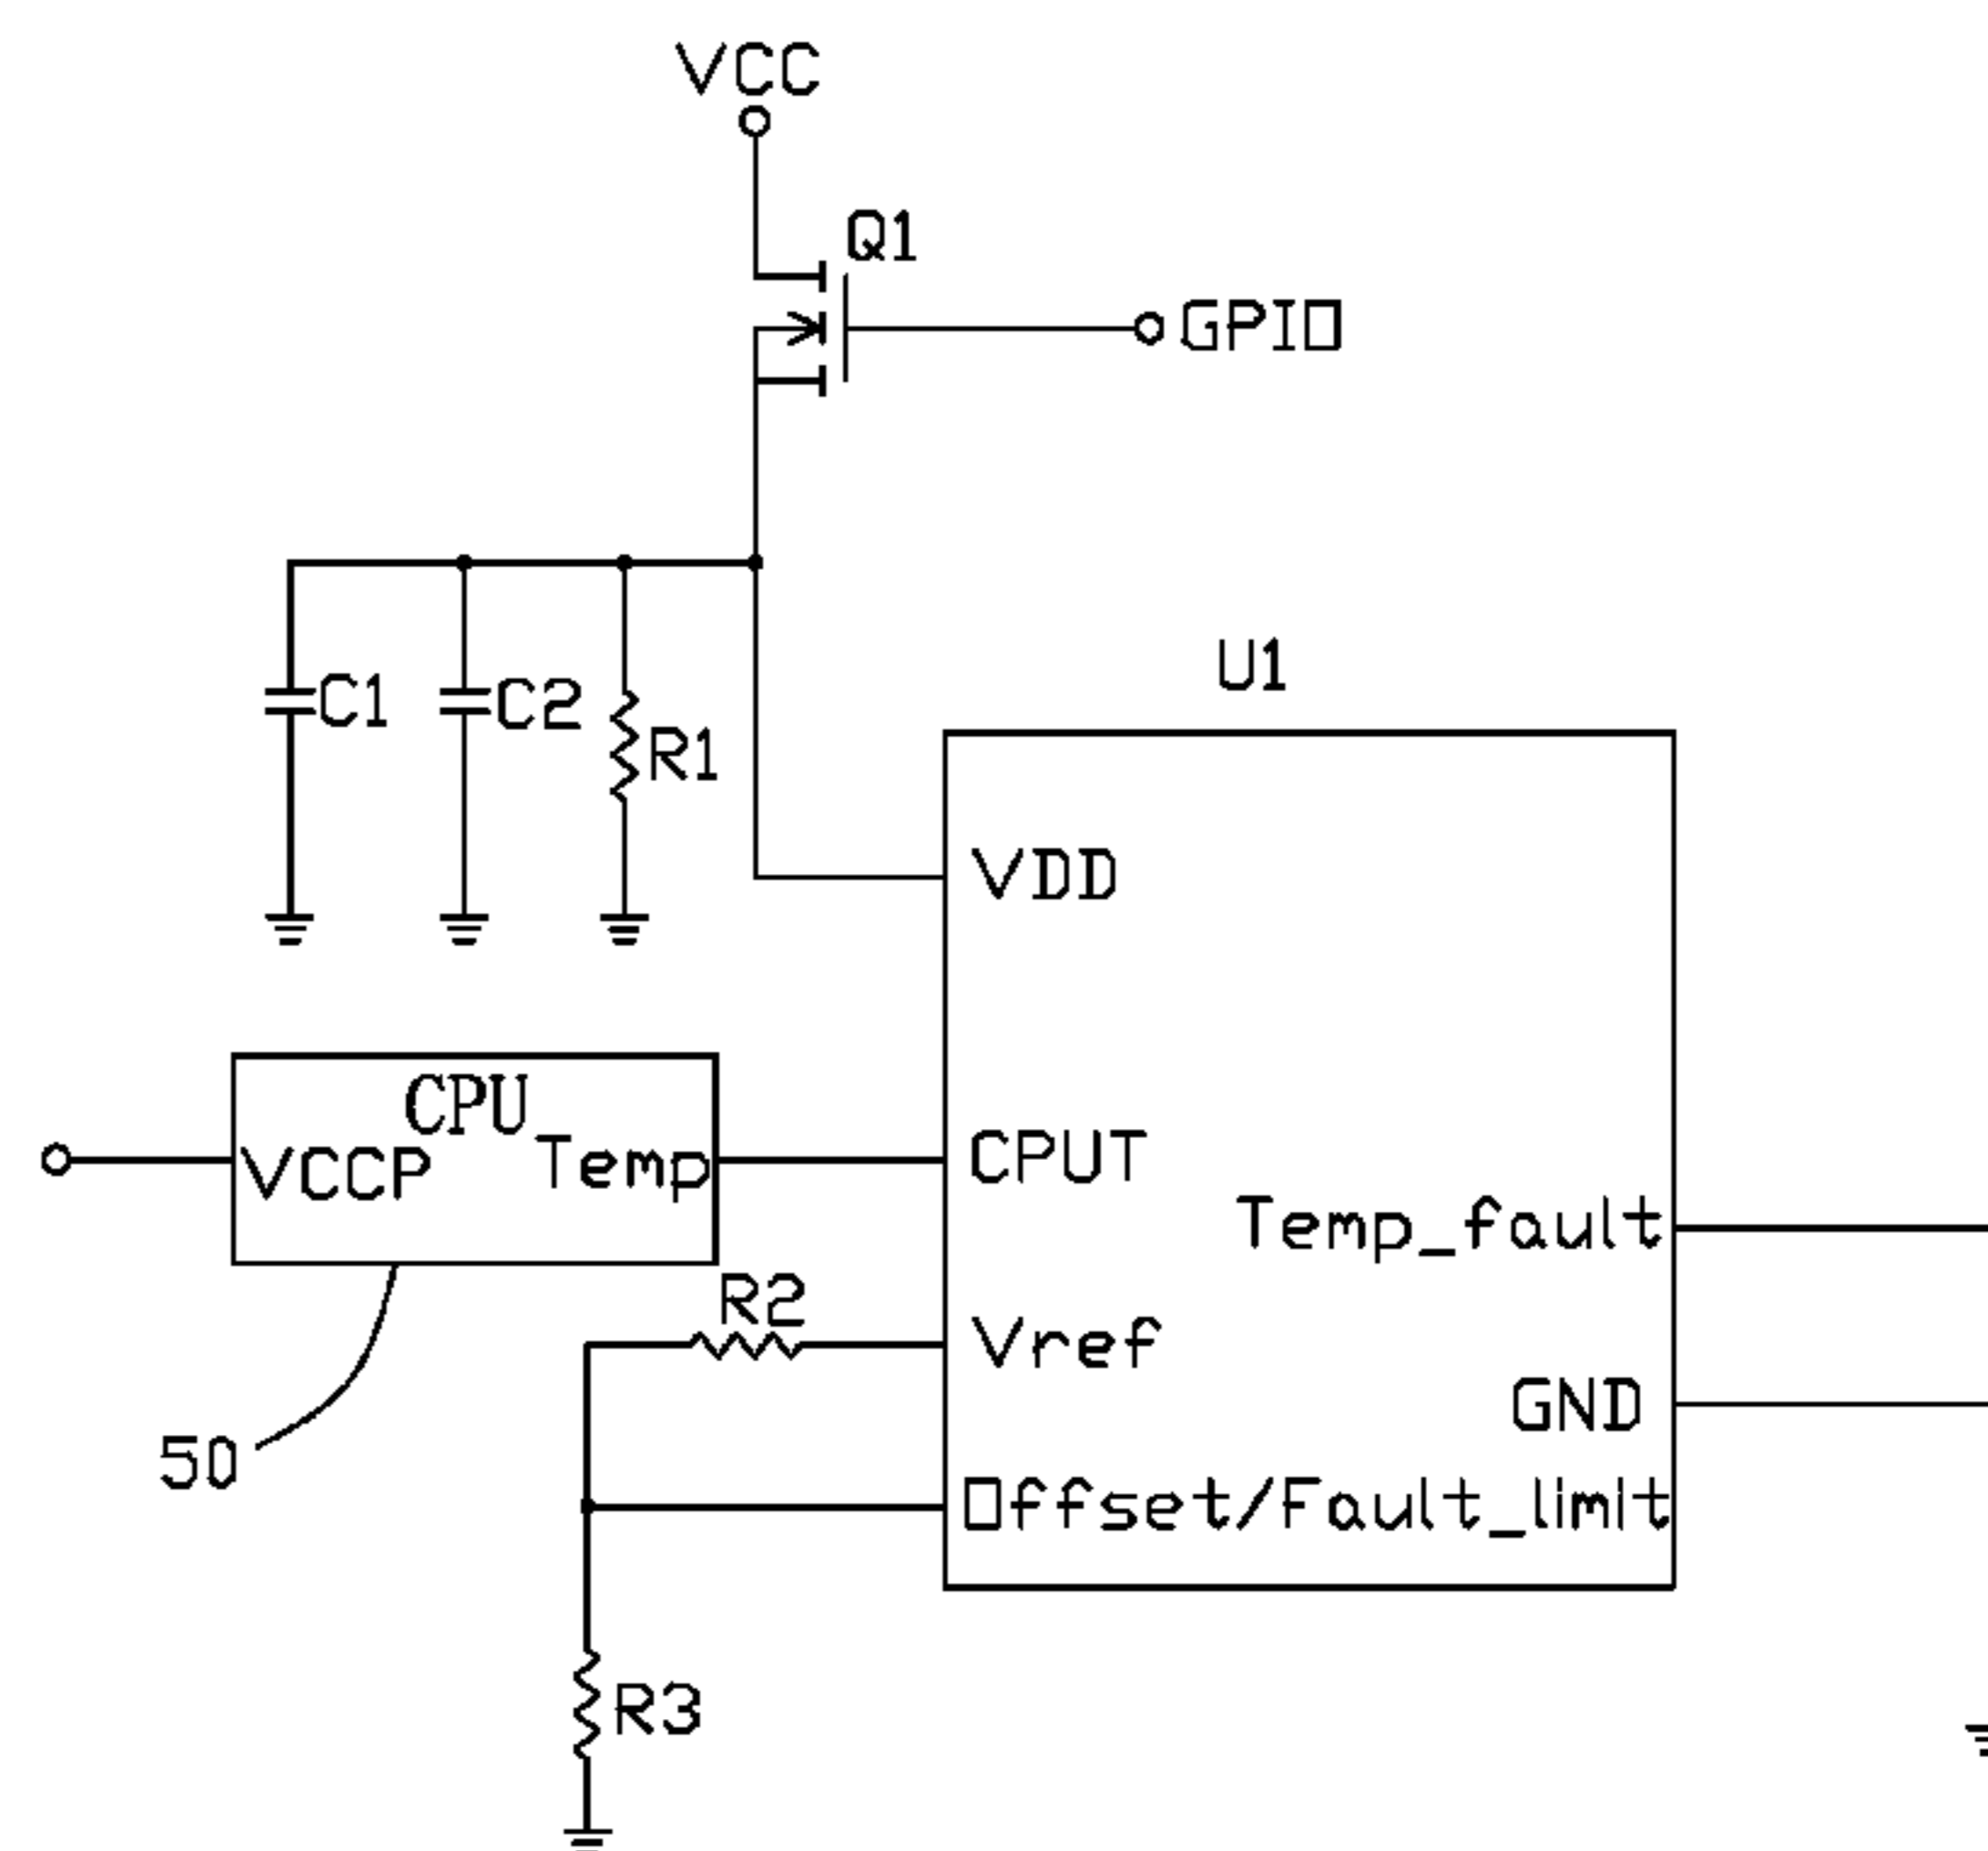 VCC
Q1
GPIO
C1
C2
R1
U1
VDD
CPU
VCCP
Temp
CPUT
Temp_fault
R2
Vref
GND
50
Offset/Fault_limit
R3